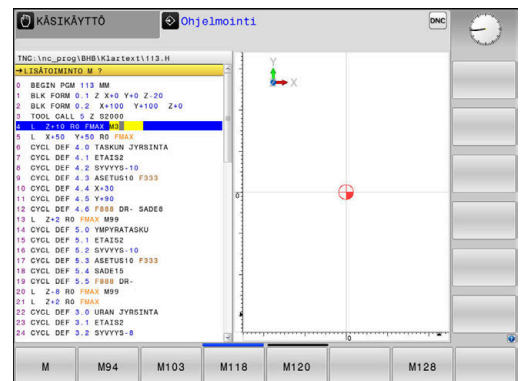 KÄSIKÄYTTÖ
Ohjelmointi
DNC
TNC:\nc_prog\BHB\Klartext\113.H
→LISÄTOIMINTO M ?
0 BEGIN PGM 113 MM
1 BLK FORM 0.1 Z X+0 Y+0 Z-20
2 BLK FORM 0.2 X+100 Y+100 Z+0
3 TOOL CALL 5 Z S2000
4 L Z+10 R0 FMAX M3
5 L X+50 Y+50 R0 FMAX
6 CYCL DEF 4.0 TASKUN JYRSINTA
7 CYCL DEF 4.1 ETAIS2
8 CYCL DEF 4.2 SYVYYS-10
9 CYCL DEF 4.3 ASETUS10 F333
10 CYCL DEF 4.4 X+30
11 CYCL DEF 4.5 Y+90
12 CYCL DEF 4.6 F888 DR- SADE8
13 L Z+2 R0 FMAX M99
14 CYCL DEF 5.0 YMPYRATASKU
15 CYCL DEF 5.1 ETAIS2
16 CYCL DEF 5.2 SYVYYS-10
17 CYCL DEF 5.3 ASETUS10 F333
18 CYCL DEF 5.4 SADE15
19 CYCL DEF 5.5 F888 DR-
20 L Z-8 R0 FMAX M99
21 L Z+2 R0 FMAX
22 CYCL DEF 3.0 URAN JYRSINTA
23 CYCL DEF 3.1 ETAIS2
24 CYCL DEF 3.2 SYVYYS-8
Y
X
0
0
M M94 M103 M118 M120 M128